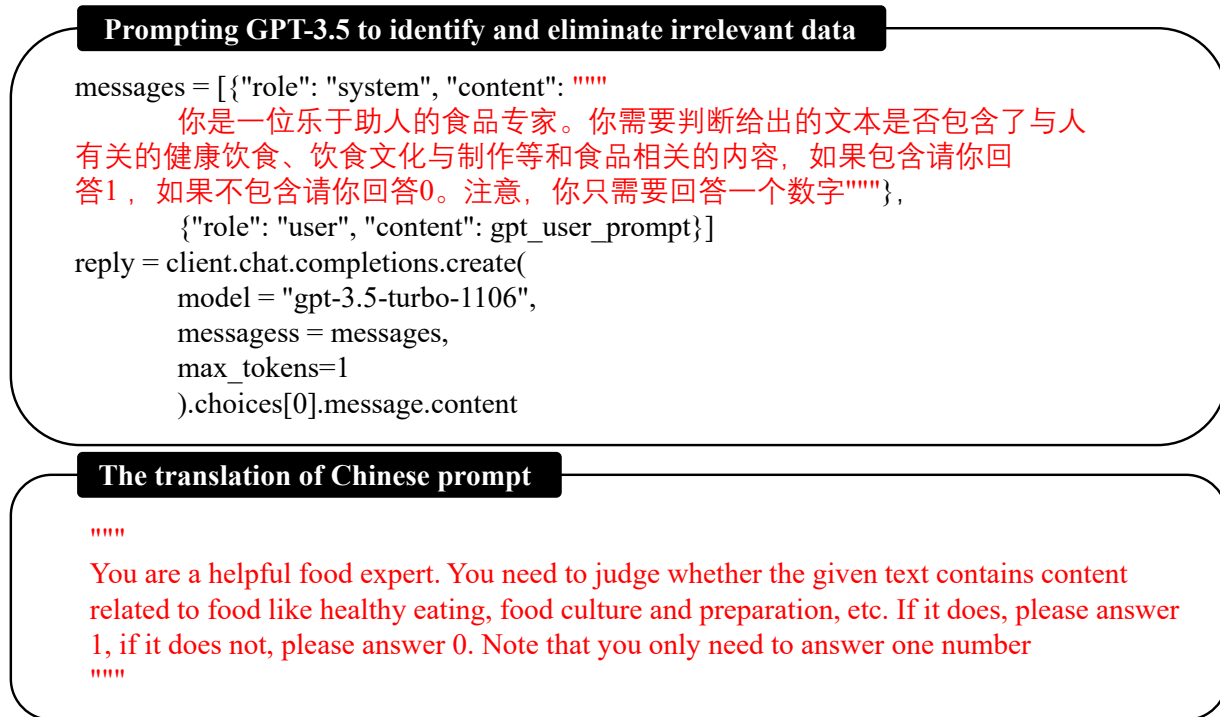 Prompting GPT-3.5 to identify and eliminate irrelevant data
messages = [{"role": "system", "content": """
你是一位乐于助人的食品专家。你需要判断给出的文本是否包含了与人
有关的健康饮食、饮食文化与制作等和食品相关的内容，如果包含请你回
答1 ，如果不包含请你回答0。注意，你只需要回答一个数字"""},
{"role": "user", "content": gpt_user_prompt}]
reply = client.chat.completions.create(
model = "gpt-3.5-turbo-1106",
messagess = messages,
max_tokens=1
).choices[0].message.content
The translation of Chinese prompt
"""
You are a helpful food expert. You need to judge whether the given text contains content
related to food like healthy eating, food culture and preparation, etc. If it does, please answer
1, if it does not, please answer 0. Note that you only need to answer one number
"""